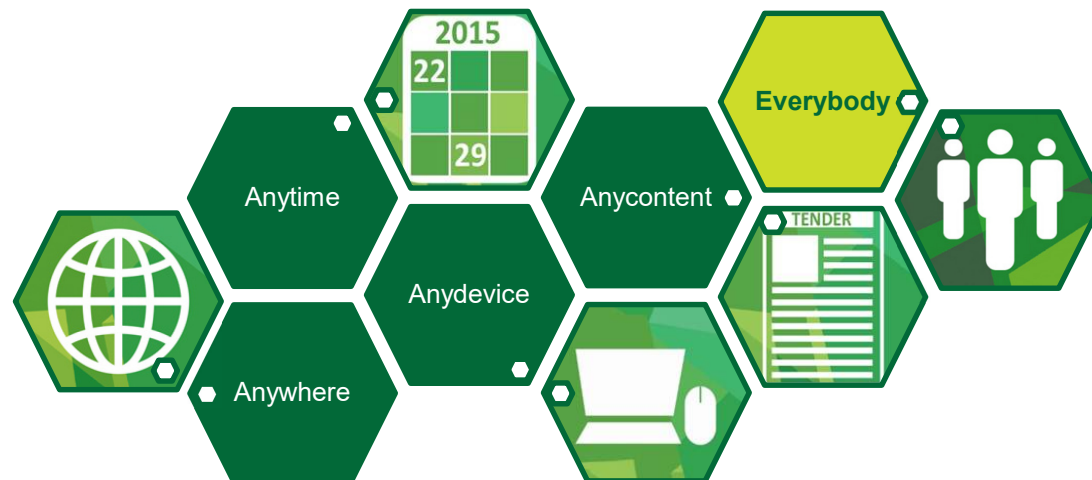 2015
22
29
Everybody
Anytime
Anycontent
TENDER
Anydevice
Anywhere